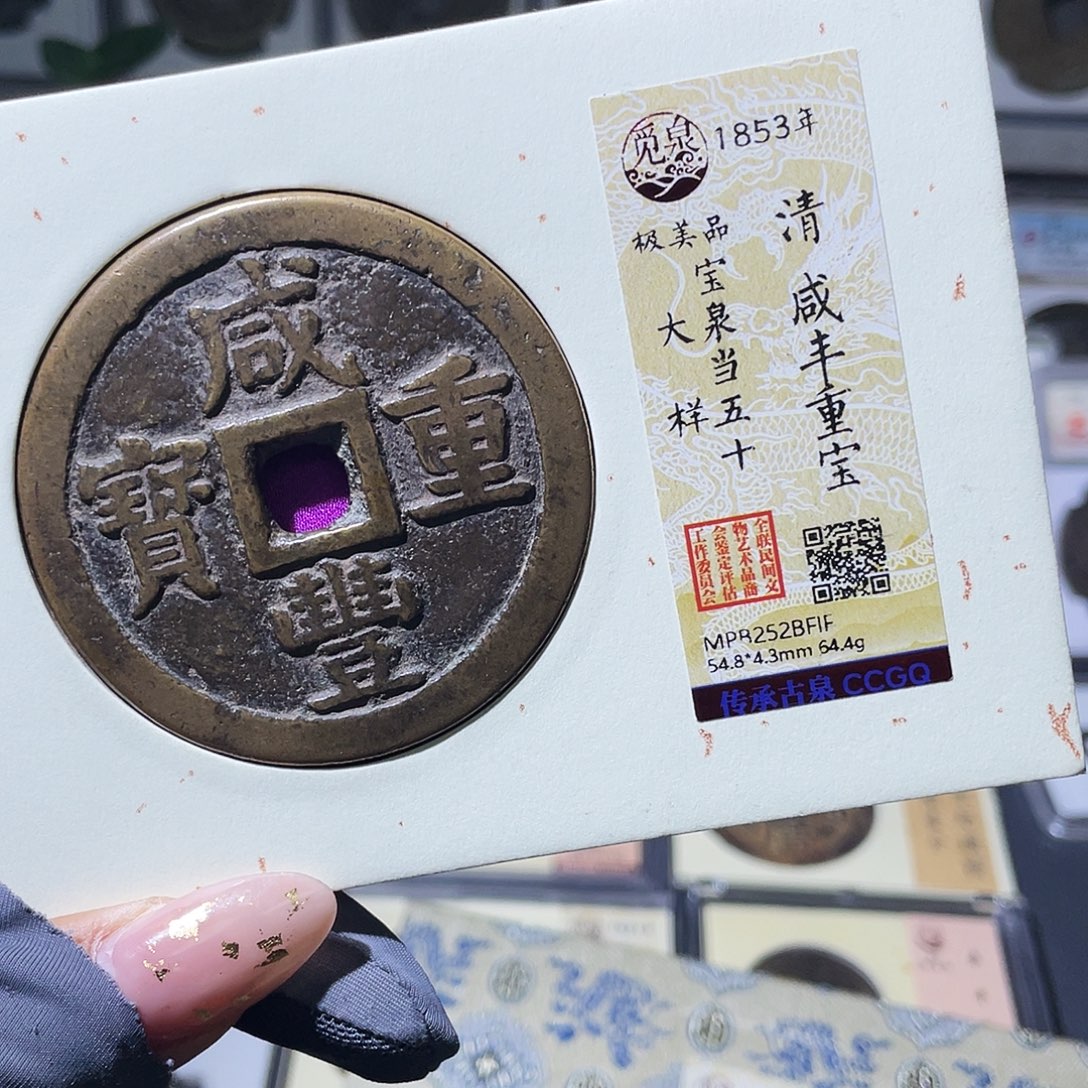 咸豐重寶
觅泉
1853年
清 咸丰重宝
极美品
宝泉当五十
大样
全联民间文
物艺术品商
会鉴定评估
工作委员会
MPB252BFIF
54.8*4.3mm 64.4g
传承古泉 CCGQ